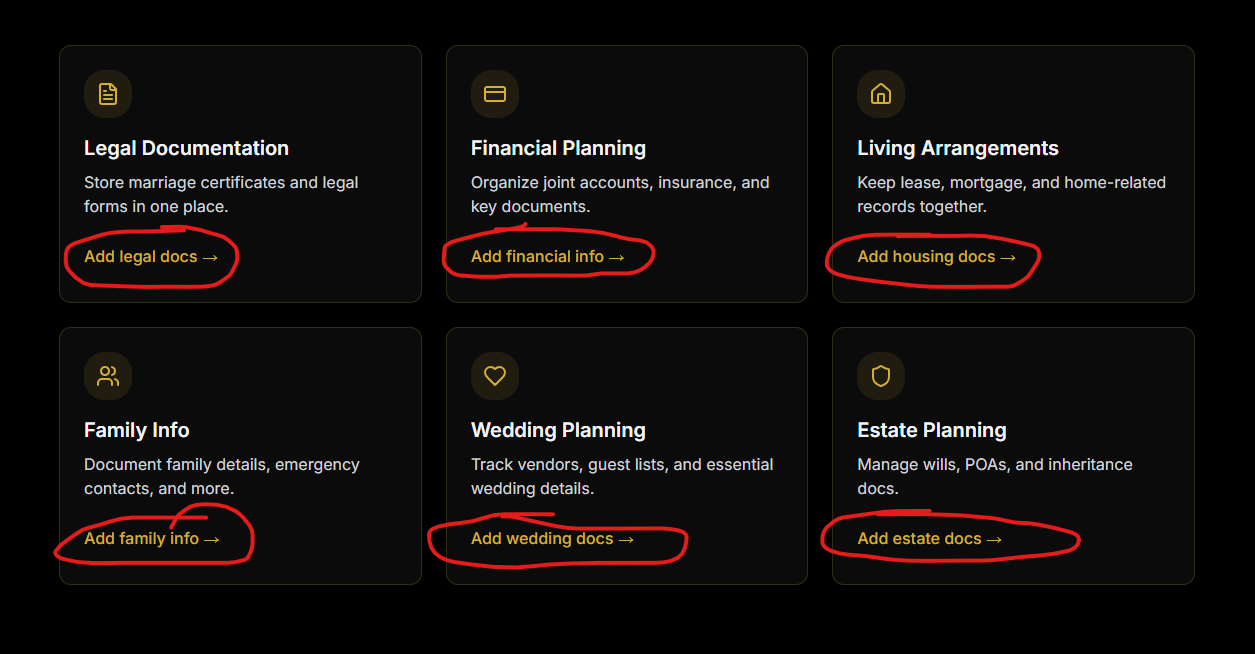 Legal Documentation
Store marriage certificates and legal
forms in one place.
Add legal docs →
Financial Planning
Organize joint accounts, insurance, and
key documents.
Add financial info →
Living Arrangements
Keep lease, mortgage, and home-related
records together.
Add housing docs →
Family Info
Document family details, emergency
contacts, and more.
Add family info →
Wedding Planning
Track vendors, guest lists, and essential
wedding details.
Add wedding docs →
Estate Planning
Manage wills, POAs, and inheritance
docs.
Add estate docs →